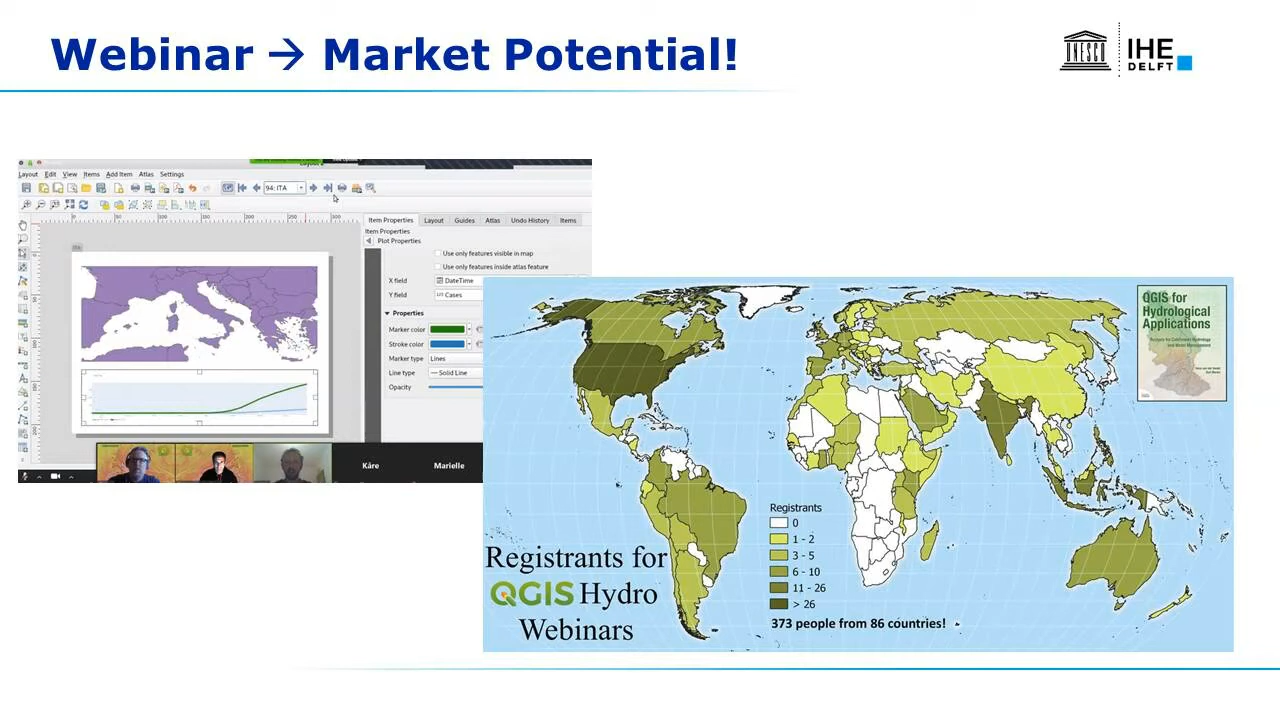 Webinar → Market Potential!
UNESCO
IHE
DELFT
Layout Edit View Items Add Item Atlas Settings
94: ITA
Item Properties Layout Guides Atlas Undo History Items
Item Properties
Plot Properties
Use only features visible in map
Use only features inside atlas feature
X field DateTime
Y field 123 Cases
Properties
Marker color
Stroke color
Marker type Lines
Line type Solid Line
Opacity
Kåre Marielle
QGIS for
Hydrological
Applications
Registrants
0
1 - 2
3 - 5
6 - 10
11 - 26
> 26
373 people from 86 countries!
Registrants for
QGIS Hydro
Webinars